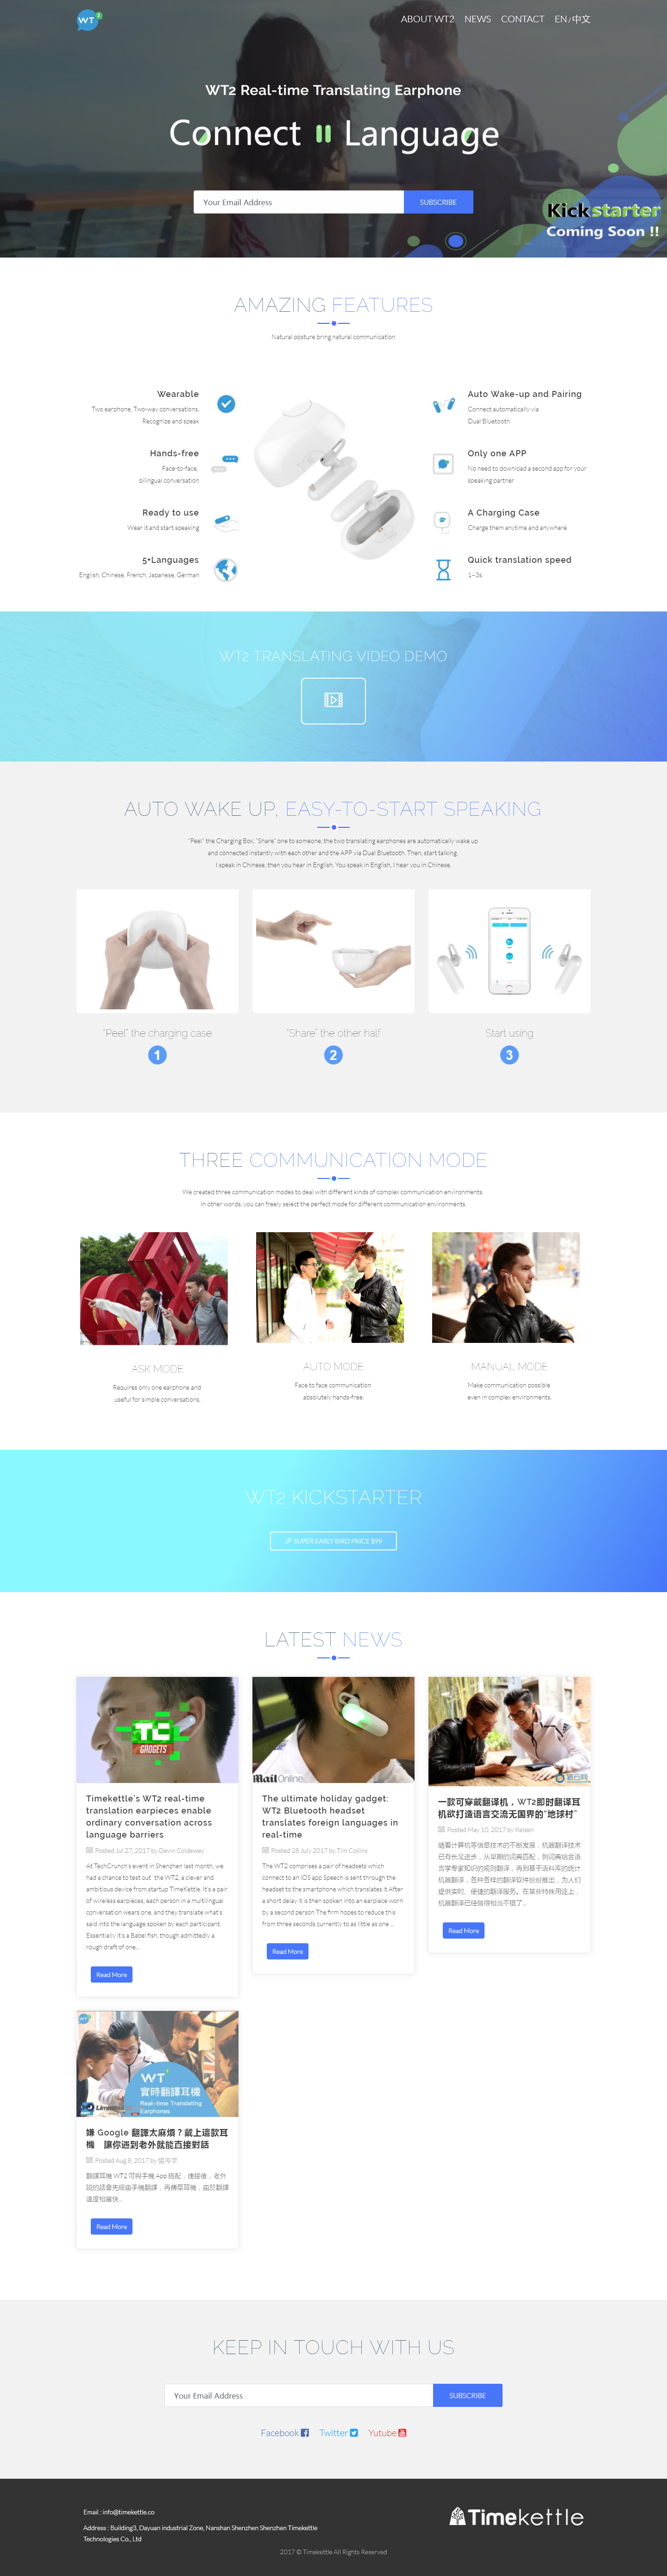 WT2
ABOUT WT2 NEWS CONTACT EN / 中文
WT2 Real-time Translating Earphone
Connect Language
Your Email Address SUBSCRIBE
Kickstarter
Coming Soon !!
AMAZING FEATURES
Natural posture bring natural communication
Wearable
Two earphone, Two-way conversations,
Recognize and speak
Hands-free
Face-to-face,
bilingual conversation
Ready to use
Wear it and start speaking
5+Languages
English, Chinese, French, Japanese, German
Auto Wake-up and Pairing
Connect automatically via
Dual Bluetooth
Only one APP
No need to download a second app for your
speaking partner
A Charging Case
Charge them anytime and anywhere
Quick translation speed
1~3s.
WT2 TRANSLATING VIDEO DEMO
AUTO WAKE UP, EASY-TO-START SPEAKING
"Peel" the Charging Box, "Share" one to someone, the two translating earphones are automatically wake up
and connected instantly with each other and the APP via Dual Bluetooth. Then, start talking.
I speak in Chinese, then you hear in English. You speak in English, I hear you in Chinese.
"Peel" the charging case
1
"Share" the other half
2
Start using
3
THREE COMMUNICATION MODE
We created three communication modes to deal with different kinds of complex communication environments.
In other words, you can freely select the perfect mode for different communication environments.
ASK MODE
Requires only one earphone and
useful for simple conversations.
AUTO MODE
Face to face communication
absolutely hands-free.
MANUAL MODE
Make communication possible
even in complex environments.
WT2 KICKSTARTER
SUPER EARLY BIRD PRICE $99
LATEST NEWS
TC
GADGETS
Timekettle's WT2 real-time
translation earpieces enable
ordinary conversation across
language barriers
Posted Jul 27, 2017 by Devin Coldewey
At TechCrunch's event in Shenzhen last month, we
had a chance to test out the WT2, a clever and
ambitious device from startup TimeKettle. It's a pair
of wireless earpieces; each person in a multilingual
conversation wears one, and they translate what's
said into the language spoken by each participant.
Essentially it's a Babel fish, though admittedly a
rough draft of one...
Read More
Mail Online
The ultimate holiday gadget:
WT2 Bluetooth headset
translates foreign languages in
real-time
Posted 28 July 2017 by Tim Collins
The WT2 comprises a pair of headsets which
connect to an iOS app Speech is sent through the
headset to the smartphone which translates it After
a short delay it is then spoken into an earpiece worn
by a second person The firm hopes to reduce this
from three seconds currently to as little as one ...
Read More
一款可穿戴翻译机，WT2即时翻译耳
机欲打造语言交流无国界的"地球村"
Posted May 10, 2017 by Kelsen
随着计算机等信息技术的不断发展，机器翻译技术
已有长足进步，从早期的词典匹配，到词典结合语
言学专家知识的规则翻译，再到基于语料库的统计
机器翻译，各种各样的翻译软件纷纷推出，为人们
提供实时、便捷的翻译服务。在某些特殊用途上，
机器翻译已经做得相当不错了...
Read More
WT2
實時翻譯耳機
Real-time Translating
Earphones
嫌 Google 翻譯太麻煩？戴上這款耳
機 讓你遇到老外就能直接對話
Posted Aug 8, 2017 by
翻譯耳機 WT2 可與手機 App 搭配，連接後，老外
說的話會先經由手機翻譯，再傳至耳機，由於翻譯
速度相當快...
Read More
KEEP IN TOUCH WITH US
Your Email Address SUBSCRIBE
Facebook Twitter Yutube
Email : info@timekettle.co
Address : Building3, Dayuan industrial Zone, Nanshan Shenzhen Shenzhen Timekettle
Technologies Co., Ltd
Timekettle
2017 © Timekettle All Rights Reserved